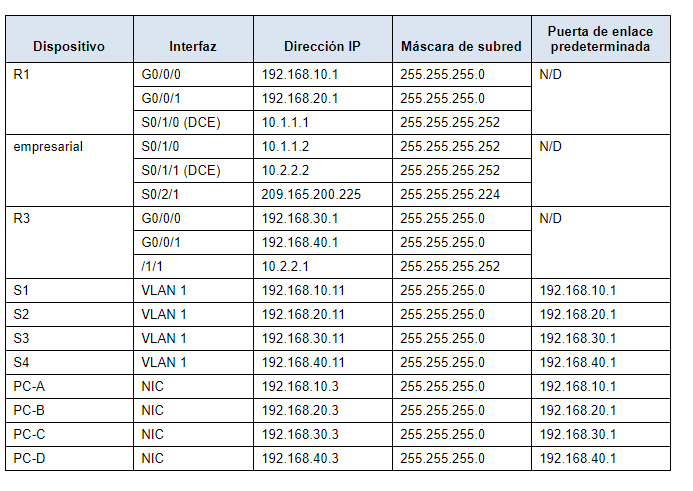 Dispositivo Interfaz Dirección IP Máscara de subred Puerta de enlace predeterminada
R1 G0/0/0 192.168.10.1 255.255.255.0 N/D
G0/0/1 192.168.20.1 255.255.255.0
S0/1/0 (DCE) 10.1.1.1 255.255.255.252
empresarial S0/1/0 10.1.1.2 255.255.255.252 N/D
S0/1/1 (DCE) 10.2.2.2 255.255.255.252
S0/2/1 209.165.200.225 255.255.255.224
R3 G0/0/0 192.168.30.1 255.255.255.0 N/D
G0/0/1 192.168.40.1 255.255.255.0
/1/1 10.2.2.1 255.255.255.252
S1 VLAN 1 192.168.10.11 255.255.255.0 192.168.10.1
S2 VLAN 1 192.168.20.11 255.255.255.0 192.168.20.1
S3 VLAN 1 192.168.30.11 255.255.255.0 192.168.30.1
S4 VLAN 1 192.168.40.11 255.255.255.0 192.168.40.1
PC-A NIC 192.168.10.3 255.255.255.0 192.168.10.1
PC-B NIC 192.168.20.3 255.255.255.0 192.168.20.1
PC-C NIC 192.168.30.3 255.255.255.0 192.168.30.1
PC-D NIC 192.168.40.3 255.255.255.0 192.168.40.1